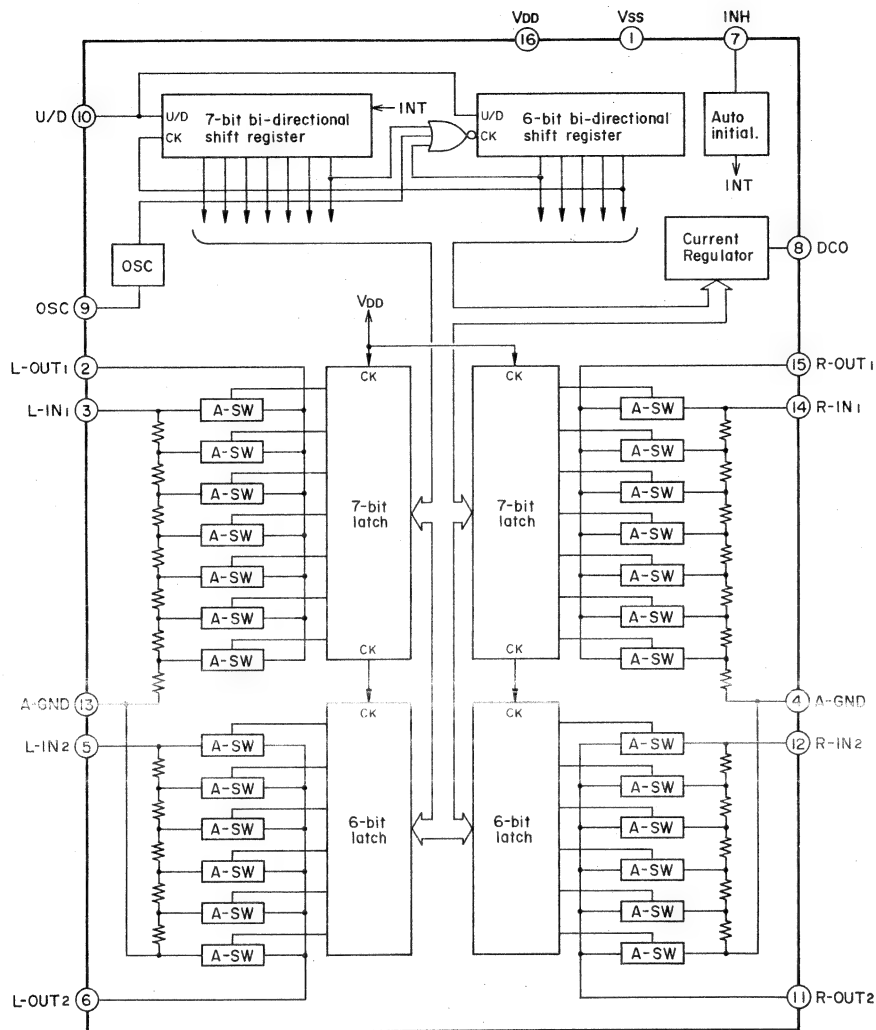 VDD VSS INH
16 1 7
U/D 10
U/D 7-bit bi-directional
shift register
CK
INT
U/D 6-bit bi-directional
shift register
CK
Auto
initial.
INT
OSC
OSC 9
Current
Regulator
8 DCO
VDD
L-OUT1 2
15 R-OUT1
L-IN1 3
14 R-IN1
CK
CK
A-SW
A-SW
A-SW
A-SW
A-SW
A-SW
A-SW
7-bit
latch
7-bit
latch
A-SW
A-SW
A-SW
A-SW
A-SW
A-SW
A-SW
CK
CK
A-GND 13
4 A-GND
CK
CK
L-IN2 5
12 R-IN2
A-SW
A-SW
A-SW
A-SW
A-SW
A-SW
6-bit
latch
6-bit
latch
A-SW
A-SW
A-SW
A-SW
A-SW
A-SW
L-OUT2 6
11 R-OUT2